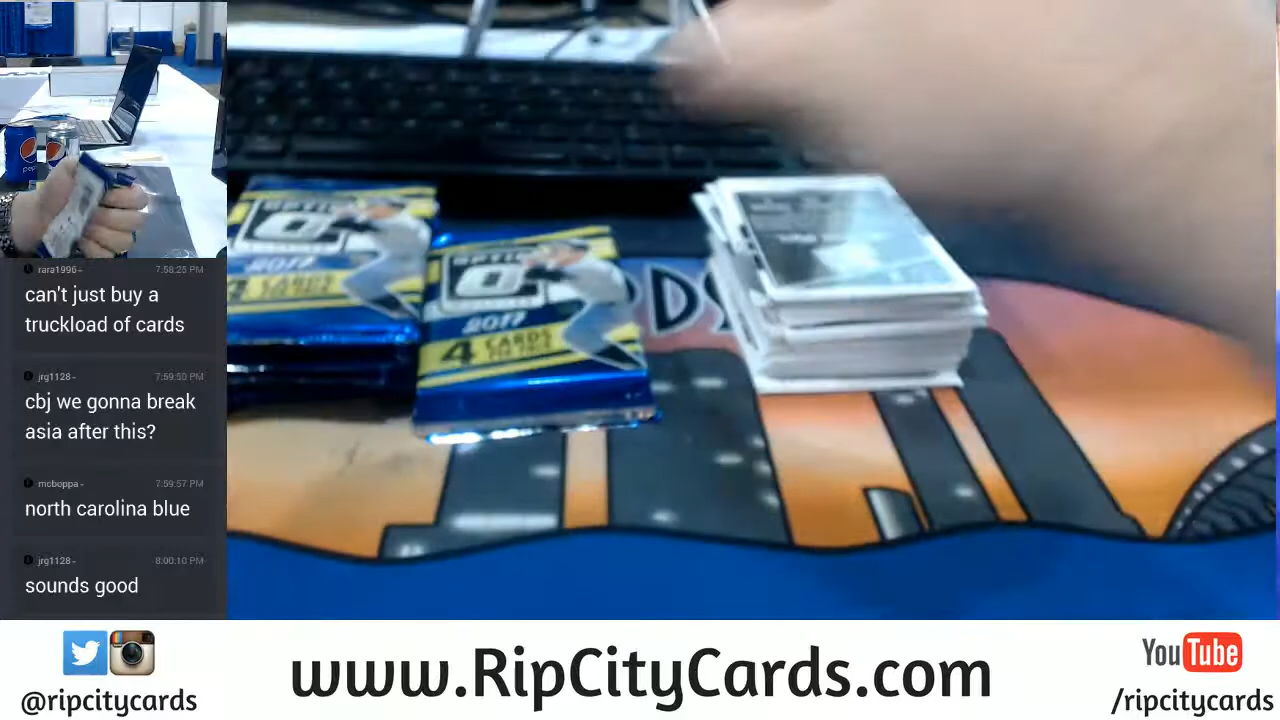 rara1996- 7:58:25 PM
can't just buy a
truckload of cards
jrg1128- 7:59:50 PM
cbj we gonna break
asia after this?
mcboppa- 7:59:57 PM
north carolina blue
jrg1128- 8:00:10 PM
sounds good
OPTIC
2017
4 CARDS
OPTIC
2017
4 CARDS
www.RipCityCards.com
@ripcitycards
YouTube
/ripcitycards